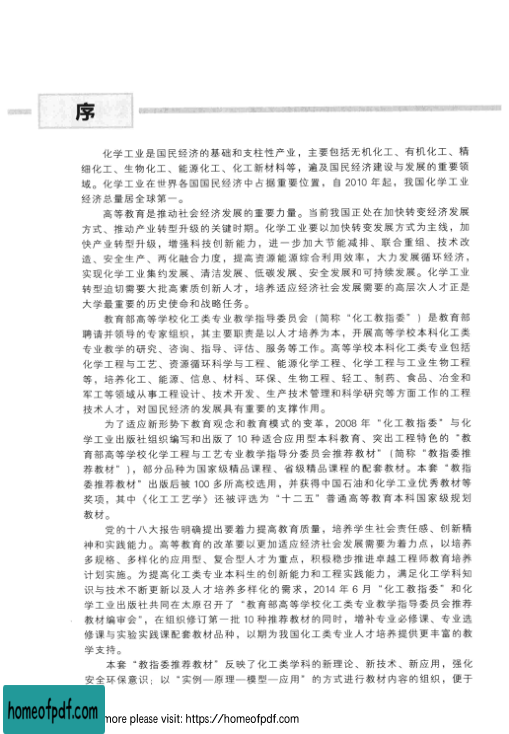 序
化学工业是国民经济的基础和支柱性产业，主要包括无机化工、有机化工、精
细化工、生物化工、能源化工、化工新材料等，遍及国民经济建设与发展的重要领
域。化学工业在世界各国国民经济中占据重要位置，自 2010 年起，我国化学工业
经济总量居全球第一。
高等教育是推动社会经济发展的重要力量。当前我国正处在加快转变经济发展
方式、推动产业转型升级的关键时期。化学工业要以加快转变发展方式为主线，加
快产业转型升级，增强科技创新能力，进一步加大节能减排、联合重组、技术改
造、安全生产、两化融合力度，提高资源能源综合利用效率，大力发展循环经济，
实现化学工业集约发展、清洁发展、低碳发展、安全发展和可持续发展。化学工业
转型迫切需要大批高素质创新人才，培养适应经济社会发展需要的高层次人才正是
大学最重要的历史使命和战略任务。
教育部高等学校化工类专业教学指导委员会（简称“化工教指委”）是教育部
聘请并领导的专家组织，其主要职责是以人才培养为本，开展高等学校本科化工类
专业教学的研究、咨询、指导、评估、服务等工作。高等学校本科化工类专业包括
化学工程与工艺、资源循环科学与工程、能源化学工程、化学工程与工业生物工程
等，培养化工、能源、信息、材料、环保、生物工程、轻工、制药、食品、冶金和
军工等领域从事工程设计、技术开发、生产技术管理和科学研究等方面工作的工程
技术人才，对国民经济的发展具有重要的支撑作用。
为了适应新形势下教育观念和教育模式的变革，2008 年“化工教指委”与化
学工业出版社组织编写和出版了 10 种适合应用型本科教育、突出工程特色的“教
育部高等学校化学工程与工艺专业教学指导分委员会推荐教材”（简称“教指委推
荐教材”），部分品种为国家级精品课程、省级精品课程的配套教材。本套“教指
委推荐教材”出版后被 100 多所高校选用，并获得中国石油和化学工业优秀教材等
奖项，其中《化工工艺学》还被评选为“十二五”普通高等教育本科国家级规划
教材。
党的十八大报告明确提出要着力提高教育质量，培养学生社会责任感、创新精
神和实践能力。高等教育的改革要以更加适应经济社会发展需要为着力点，以培养
多规格、多样化的应用型、复合型人才为重点，积极稳步推进卓越工程师教育培养
计划实施。为提高化工类专业本科生的创新能力和工程实践能力，满足化工学科知
识与技术不断更新以及人才培养多样化的需求，2014 年 6 月“化工教指委”和化
学工业出版社共同在太原召开了“教育部高等学校化工类专业教学指导委员会推荐
教材编审会”，在组织修订第一批 10 种推荐教材的同时，增补专业必修课、专业选
修课与实验实践课配套教材品种，以期为我国化工类专业人才培养提供更丰富的教
学支持。
本套“教指委推荐教材”反映了化工类学科的新理论、新技术、新应用，强化
安全环保意识；以“实例—原理—模型—应用”的方式进行教材内容的组织，便于
homeofpdf.com
more please visit: https://homeofpdf.com